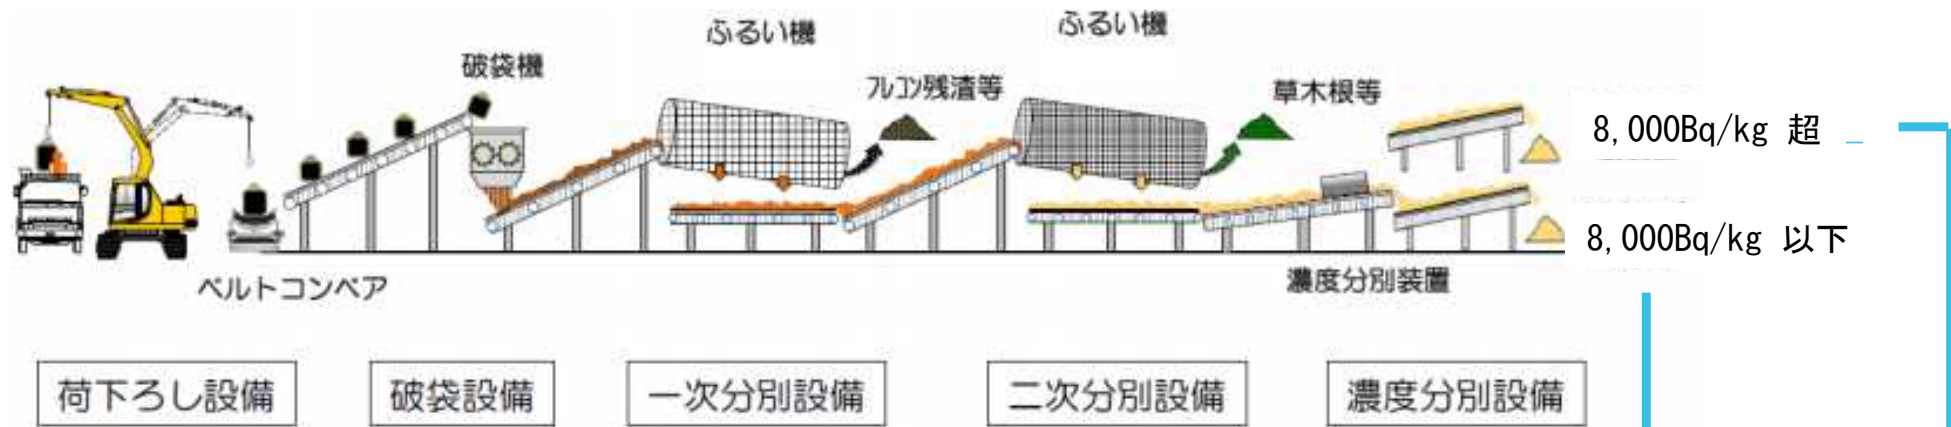 ふるい機
ふるい機
破袋機
ﾌﾚｺﾝ残渣等
草木根等
8,000Bq/kg 超
8,000Bq/kg 以下
ベルトコンベア
濃度分別装置
荷下ろし設備
破袋設備
一次分別設備
二次分別設備
濃度分別設備